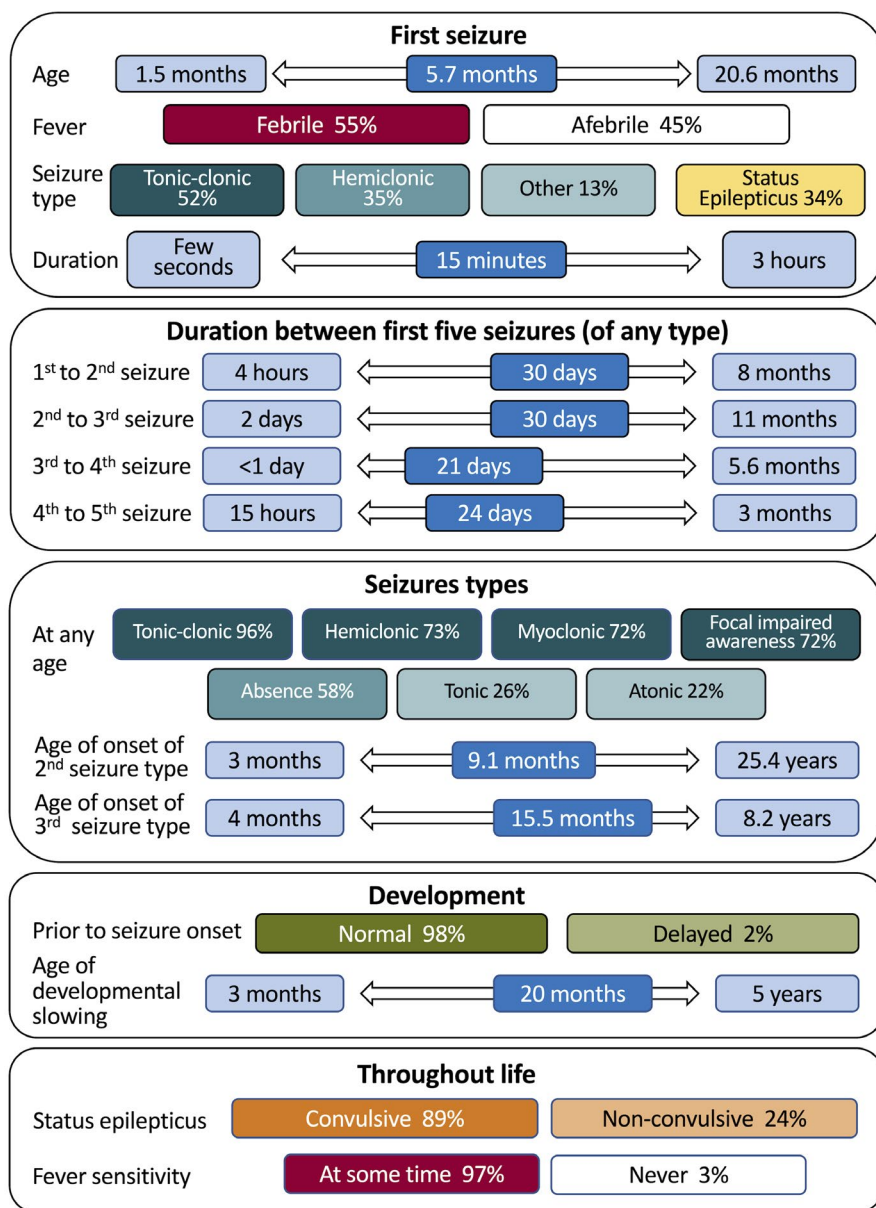 First seizure
Age 1.5 months 5.7 months 20.6 months
Fever Febrile 55% Afebrile 45%
Seizure type Tonic-clonic 52% Hemiclonic 35% Other 13% Status Epilepticus 34%
Duration Few seconds 15 minutes 3 hours
Duration between first five seizures (of any type)
1st to 2nd seizure 4 hours 30 days 8 months
2nd to 3rd seizure 2 days 30 days 11 months
3rd to 4th seizure <1 day 21 days 5.6 months
4th to 5th seizure 15 hours 24 days 3 months
Seizures types
At any age Tonic-clonic 96% Hemiclonic 73% Myoclonic 72% Focal impaired awareness 72%
Absence 58% Tonic 26% Atonic 22%
Age of onset of 2nd seizure type 3 months 9.1 months 25.4 years
Age of onset of 3rd seizure type 4 months 15.5 months 8.2 years
Development
Prior to seizure onset Normal 98% Delayed 2%
Age of developmental slowing 3 months 20 months 5 years
Throughout life
Status epilepticus Convulsive 89% Non-convulsive 24%
Fever sensitivity At some time 97% Never 3%